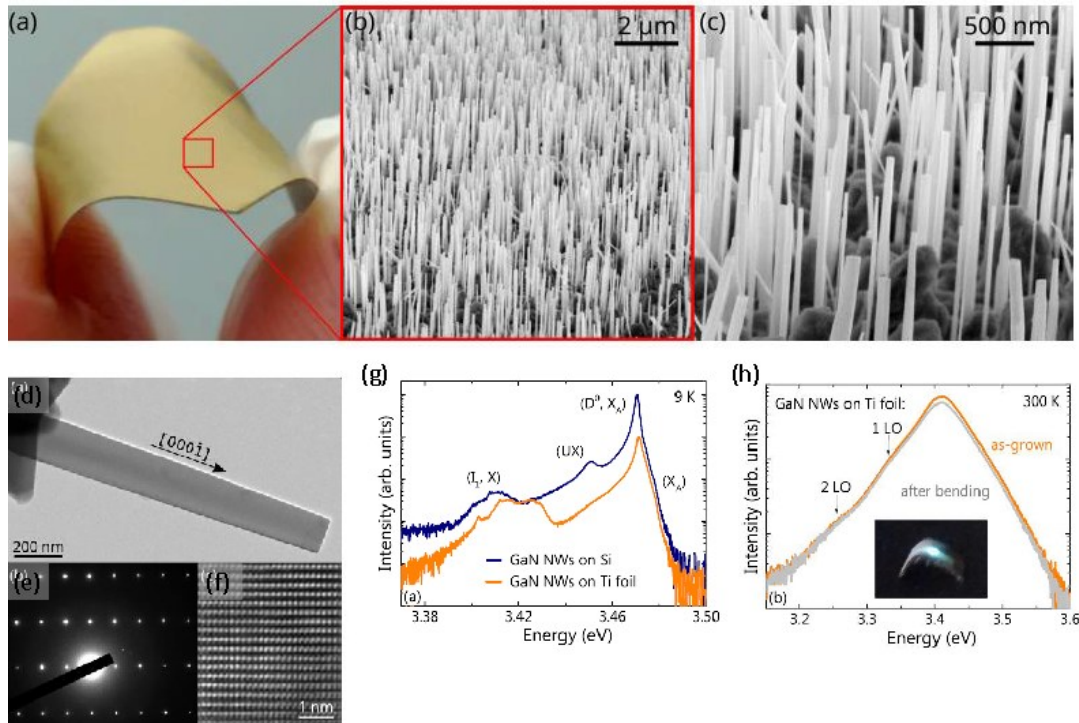 (a)
(b)
2 µm
(c)
500 nm
(d)
[0001̄]
200 nm
(e)
(f)
1 nm
(g)
9 K
(D⁰, X_A)
(UX)
(I₁, X)
(X_A)
GaN NWs on Si
GaN NWs on Ti foil
(a)
Intensity (arb. units)
3.38
3.42
3.46
3.50
Energy (eV)
(h)
GaN NWs on Ti foil:
300 K
1 LO
as-grown
2 LO
after bending
(b)
Intensity (arb. units)
3.2
3.3
3.4
3.5
3.6
Energy (eV)